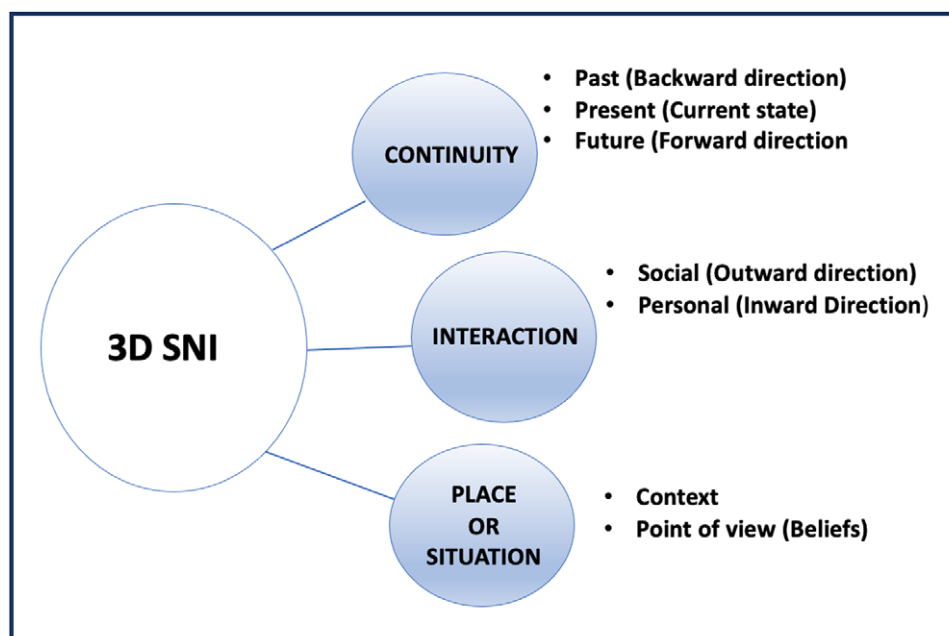 3D SNI
CONTINUITY
• Past (Backward direction)
• Present (Current state)
• Future (Forward direction
INTERACTION
• Social (Outward direction)
• Personal (Inward Direction)
PLACE
OR
SITUATION
• Context
• Point of view (Beliefs)